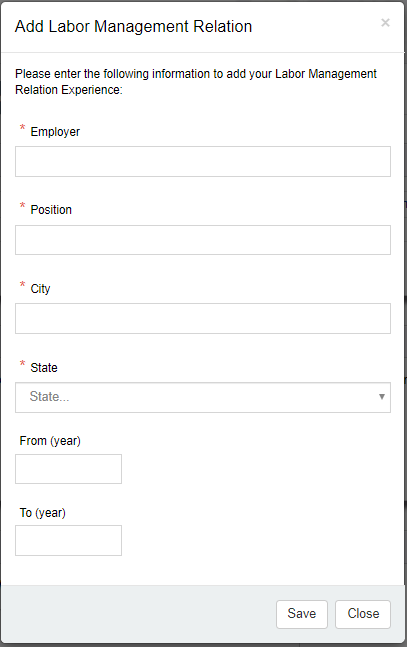 Add Labor Management Relation ×
Please enter the following information to add your Labor Management
Relation Experience:
* Employer
* Position
* City
* State
State...
From (year)
To (year)
Save Close